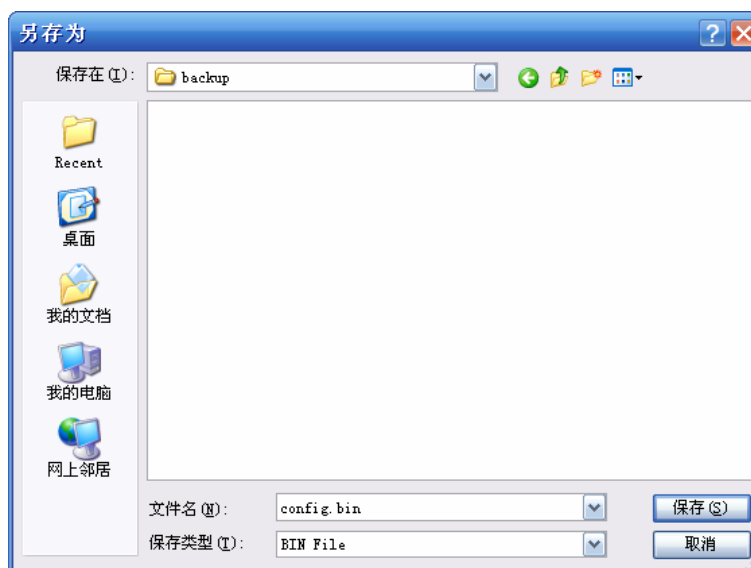 另存为
保存在(I):
backup
Recent
桌面
我的文档
我的电脑
网上邻居
文件名(N):
config.bin
保存(S)
保存类型(T):
BIN File
取消